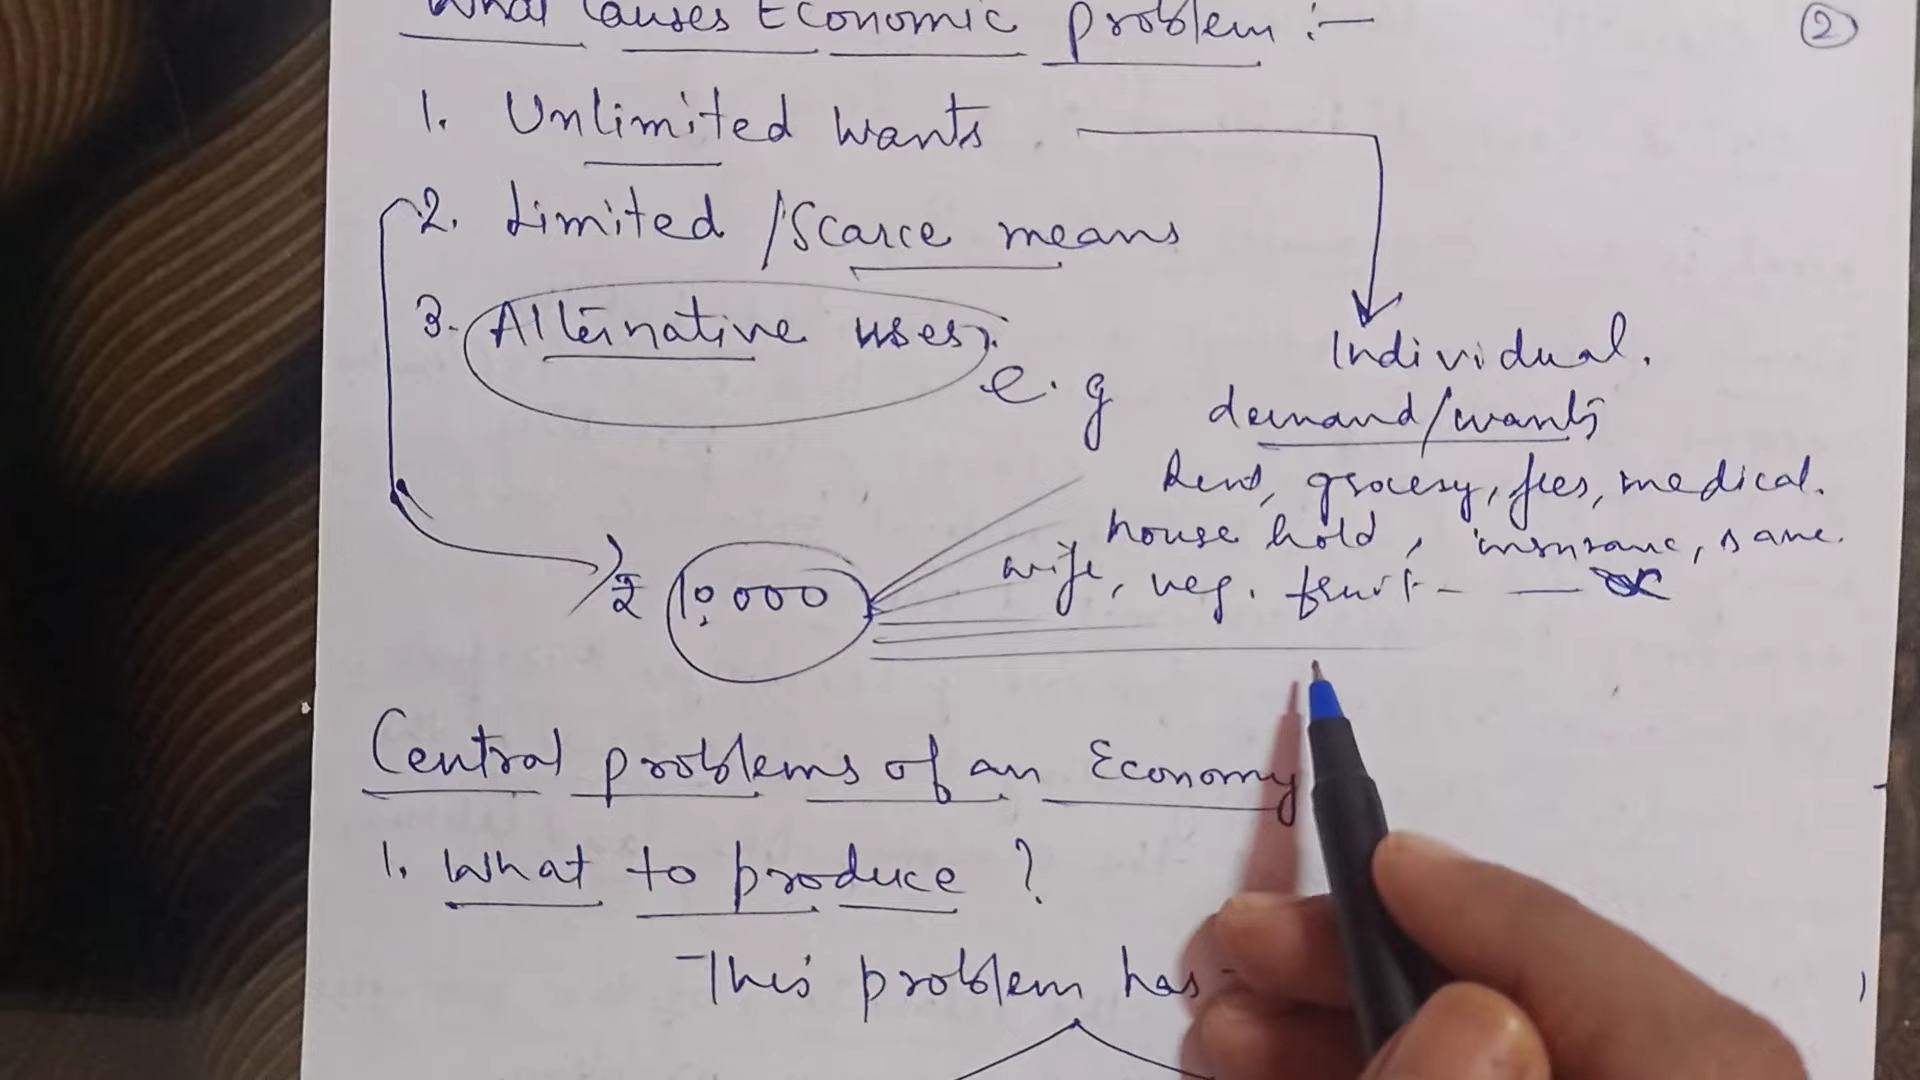 What Causes Economic problem :-
②
1. Unlimited wants
2. Limited / Scarce means
3. Alternative uses.
e.g
Individual.
demand/wants
Rent, grocery, fees, medical.
house hold, insurance, save.
wife, veg. fruit - — ∝
₹ 10,000
Central problems of an Economy
1. What to produce ?
This problem has -